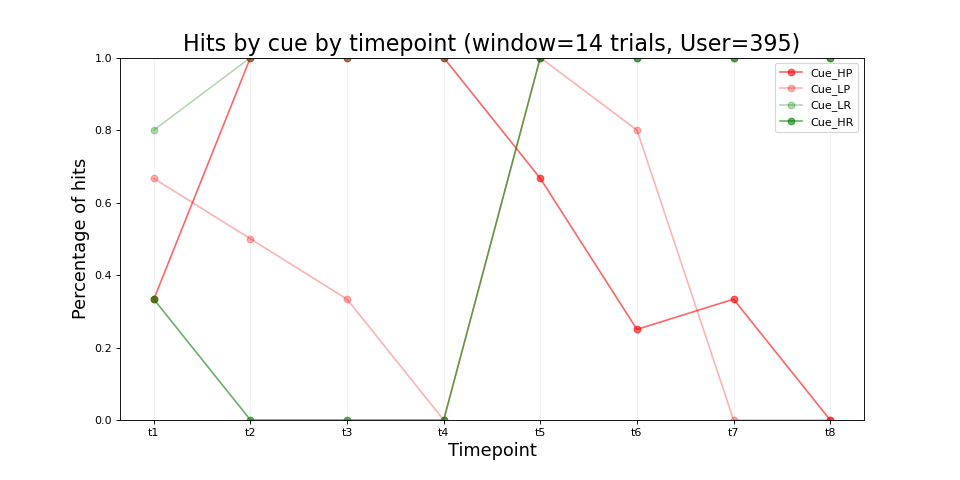 Hits by cue by timepoint (window=14 trials, User=395)
Percentage of hits
1.0
0.8
0.6
0.4
0.2
0.0
Cue_HP
Cue_LP
Cue_LR
Cue_HR
t1 t2 t3 t4 t5 t6 t7 t8
Timepoint